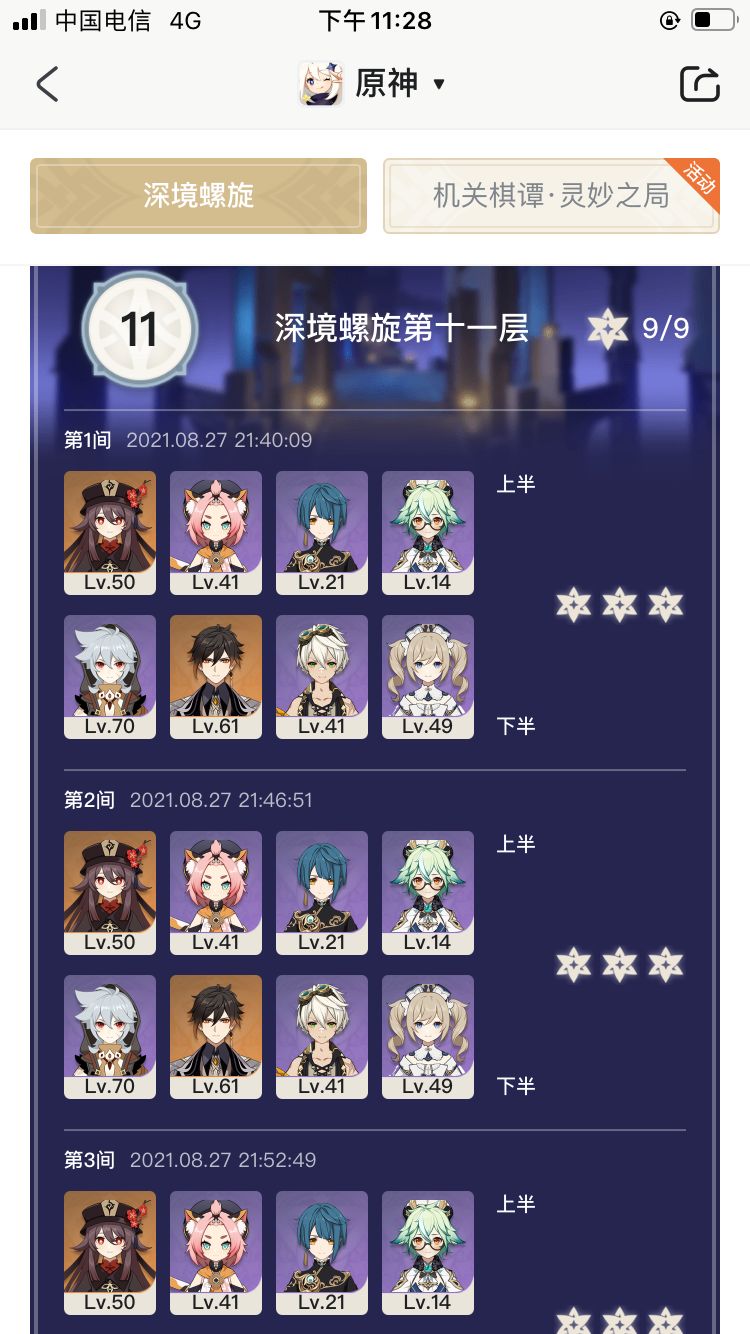 中国电信 4G 下午11:28
原神 ▼
深境螺旋
机关棋谭·灵妙之局
活动
11 深境螺旋第十一层 9/9
第1间 2021.08.27 21:40:09
上半
Lv.50 Lv.41 Lv.21 Lv.14
Lv.70 Lv.61 Lv.41 Lv.49
下半
第2间 2021.08.27 21:46:51
上半
Lv.50 Lv.41 Lv.21 Lv.14
Lv.70 Lv.61 Lv.41 Lv.49
下半
第3间 2021.08.27 21:52:49
上半
Lv.50 Lv.41 Lv.21 Lv.14